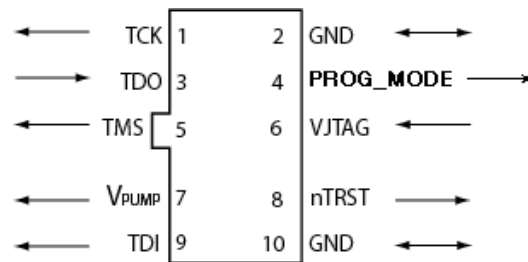 TCK 1 2 GND
TDO 3 4 PROG_MODE
TMS 5 6 VJTAG
VPUMP 7 8 nTRST
TDI 9 10 GND